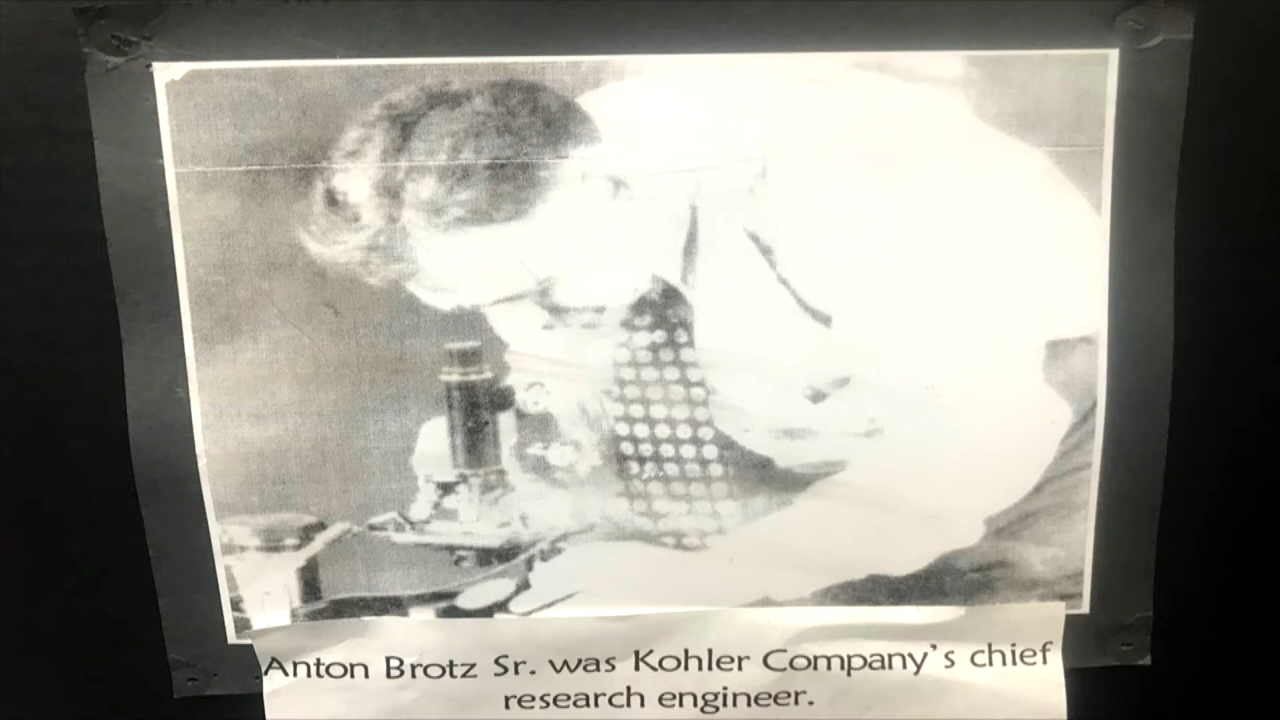 Anton Brotz Sr. was Kohler Company's chief
research engineer.